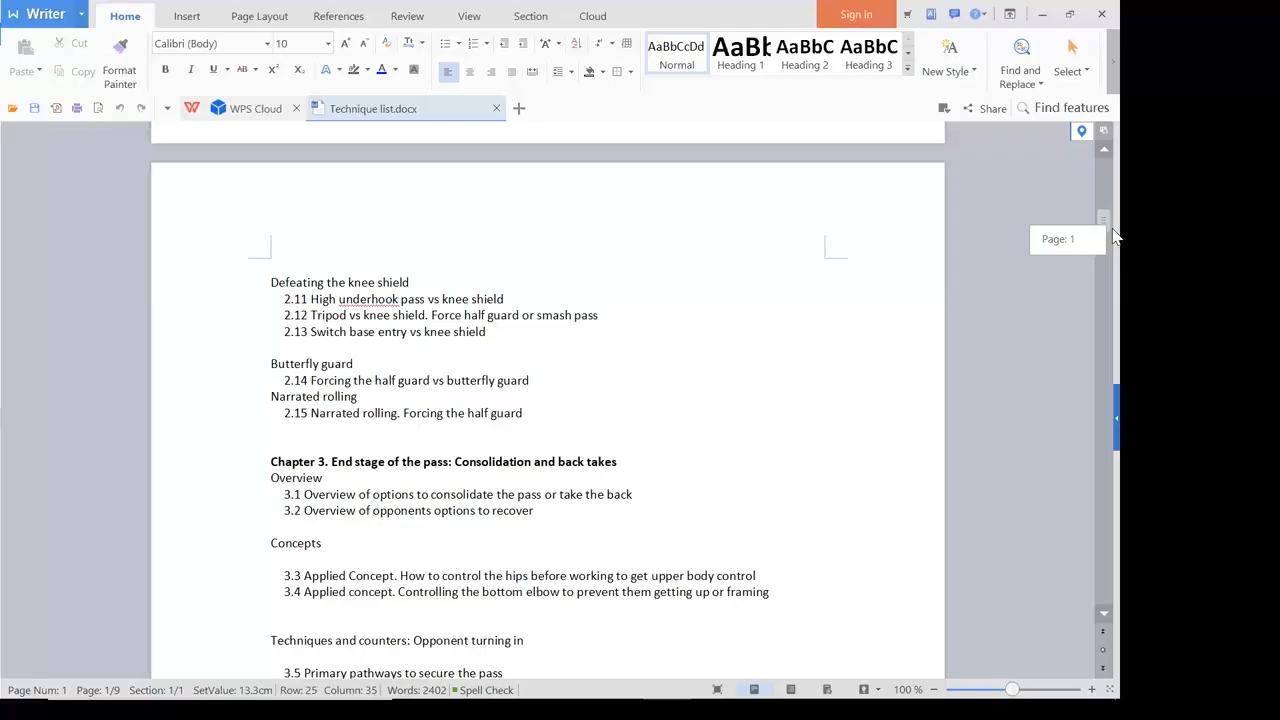 Writer
Home Insert Page Layout References Review View Section Cloud Sign in
Paste Cut Copy Format Painter
Calibri (Body) 10
AaBbCcDd Normal
AaBb Heading 1
AaBbC Heading 2
AaBbC Heading 3
New Style
Find and Replace
Select
WPS Cloud
Technique list.docx
Share
Find features
Page: 1
Defeating the knee shield
2.11 High underhook pass vs knee shield
2.12 Tripod vs knee shield. Force half guard or smash pass
2.13 Switch base entry vs knee shield
Butterfly guard
2.14 Forcing the half guard vs butterfly guard
Narrated rolling
2.15 Narrated rolling. Forcing the half guard
Chapter 3. End stage of the pass: Consolidation and back takes
Overview
3.1 Overview of options to consolidate the pass or take the back
3.2 Overview of opponents options to recover
Concepts
3.3 Applied Concept. How to control the hips before working to get upper body control
3.4 Applied concept. Controlling the bottom elbow to prevent them getting up or framing
Techniques and counters: Opponent turning in
3.5 Primary pathways to secure the pass
Page Num: 1 Page: 1/9 Section: 1/1 SetValue: 13.3cm Row: 25 Column: 35 Words: 2402 Spell Check 100 %